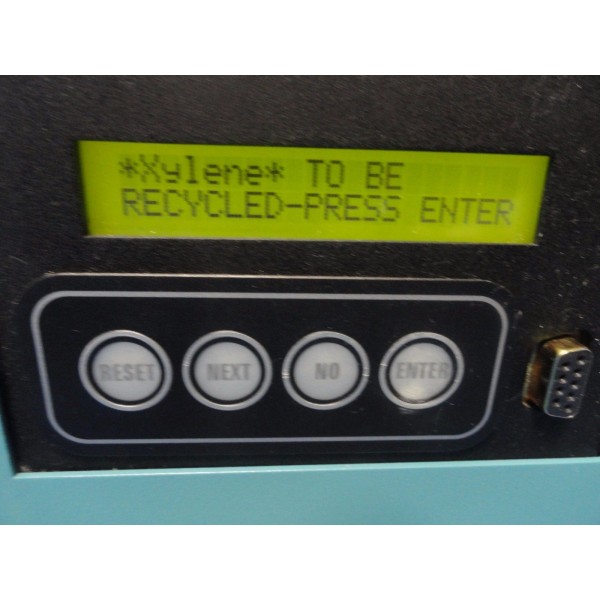 *Xylene* TO BE
RECYCLED-PRESS ENTER
RESET NEXT NO ENTER